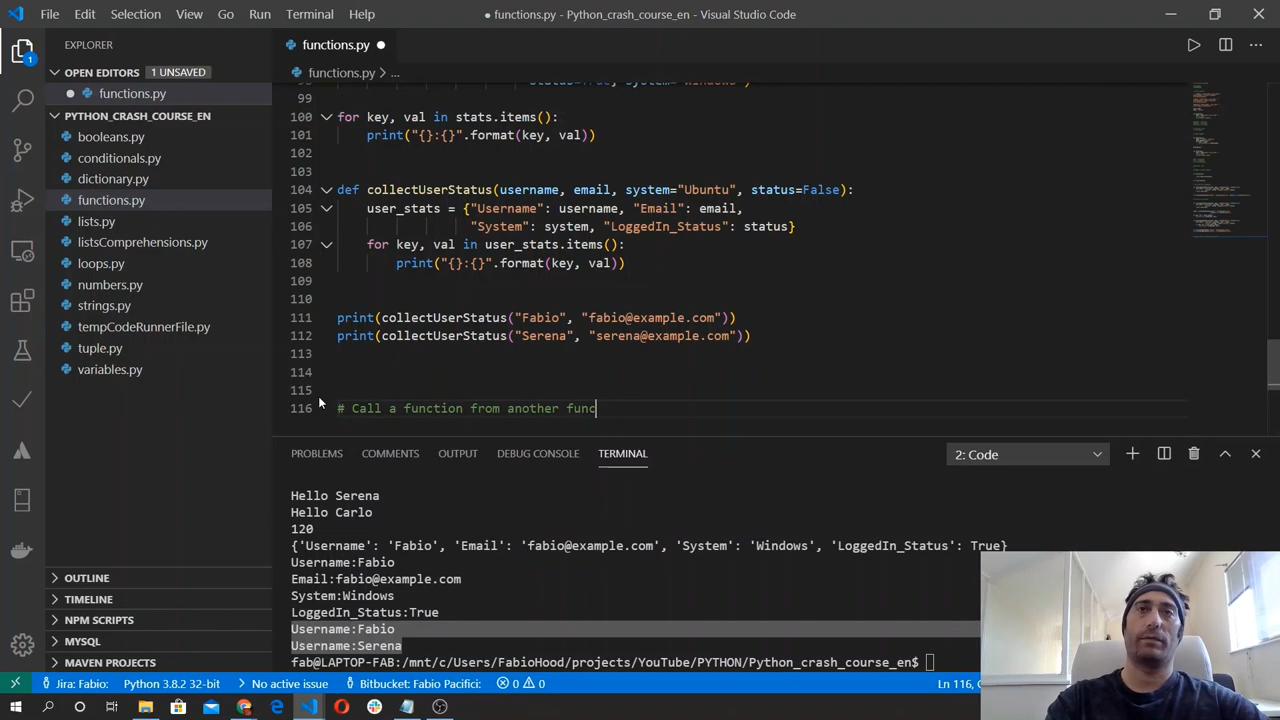 File Edit Selection View Go Run Terminal Help
● functions.py - Python_crash_course_en - Visual Studio Code
EXPLORER
OPEN EDITORS 1 UNSAVED
functions.py
PYTHON_CRASH_COURSE_EN
booleans.py
conditionals.py
dictionary.py
functions.py
lists.py
listComprehensions.py
loops.py
numbers.py
strings.py
tempCodeRunnerFile.py
tuple.py
variables.py
OUTLINE
TIMELINE
NPM SCRIPTS
MYSQL
MAVEN PROJECTS
1
functions.py
functions.py > ...
99
100 for key, val in stats.items():
101 print("{}:{}".format(key, val))
102
103
104 def collectUserStatus(username, email, system="Ubuntu", status=False):
105 user_stats = {"Username": username, "Email": email,
106 "System": system, "LoggedIn_Status": status}
107 for key, val in user_stats.items():
108 print("{}:{}".format(key, val))
109
110
111 print(collectUserStatus("Fabio", "fabio@example.com"))
112 print(collectUserStatus("Serena", "serena@example.com"))
113
114
115
116 # Call a function from another func
PROBLEMS COMMENTS OUTPUT DEBUG CONSOLE TERMINAL
2: Code
Hello Serena
Hello Carlo
120
{'Username': 'Fabio', 'Email': 'fabio@example.com', 'System': 'Windows', 'LoggedIn_Status': True}
Username:Fabio
Email:fabio@example.com
System:Windows
LoggedIn_Status:True
Username:Fabio
Username:Serena
fab@LAPTOP-FAB:/mnt/c/Users/FabioHood/projects/YouTube/PYTHON/Python_crash_course_en$
Jira: Fabio: Python 3.8.2 32-bit No active issue Bitbucket: Fabio Pacifici: 0 0
Ln 116,